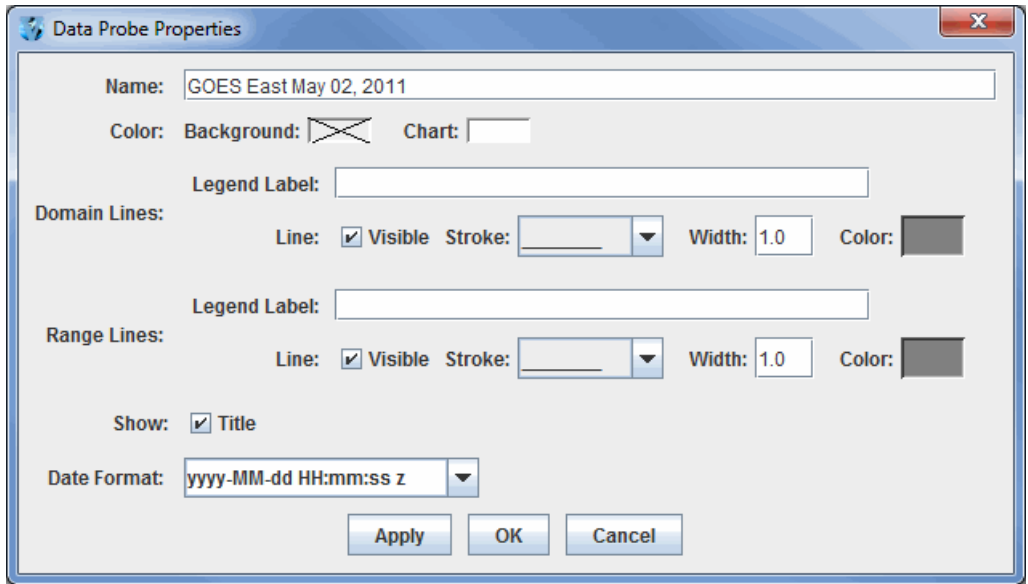 Data Probe Properties
Name: GOES East May 02, 2011
Color: Background: Chart:
Legend Label:
Domain Lines:
Line: Visible Stroke: Width: 1.0 Color:
Legend Label:
Range Lines:
Line: Visible Stroke: Width: 1.0 Color:
Show: Title
Date Format: yyyy-MM-dd HH:mm:ss z
Apply OK Cancel